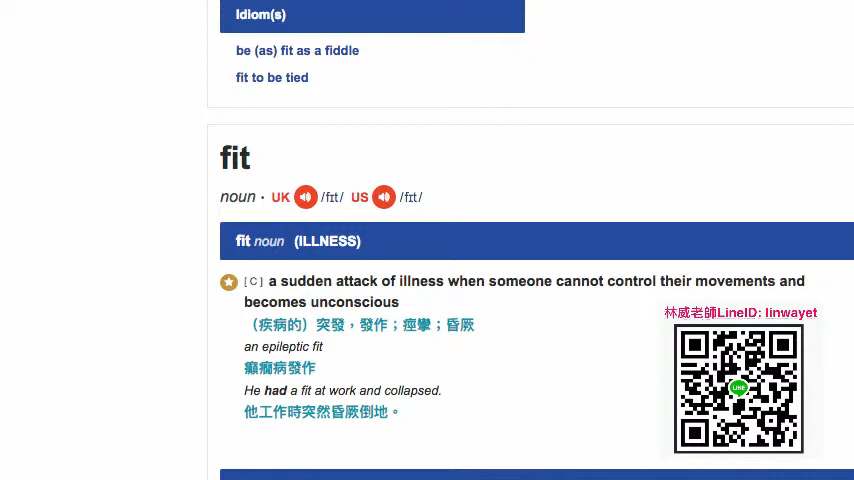 Idiom(s)
be (as) fit as a fiddle
fit to be tied
fit
noun · UK /fɪt/ US /fɪt/
fit noun (ILLNESS)
[ C ] a sudden attack of illness when someone cannot control their movements and
becomes unconscious
（疾病的）突發，發作；痙攣；昏厥
an epileptic fit
癲癇病發作
He had a fit at work and collapsed.
他工作時突然昏厥倒地。
林威老師LineID: linwayet
LINE